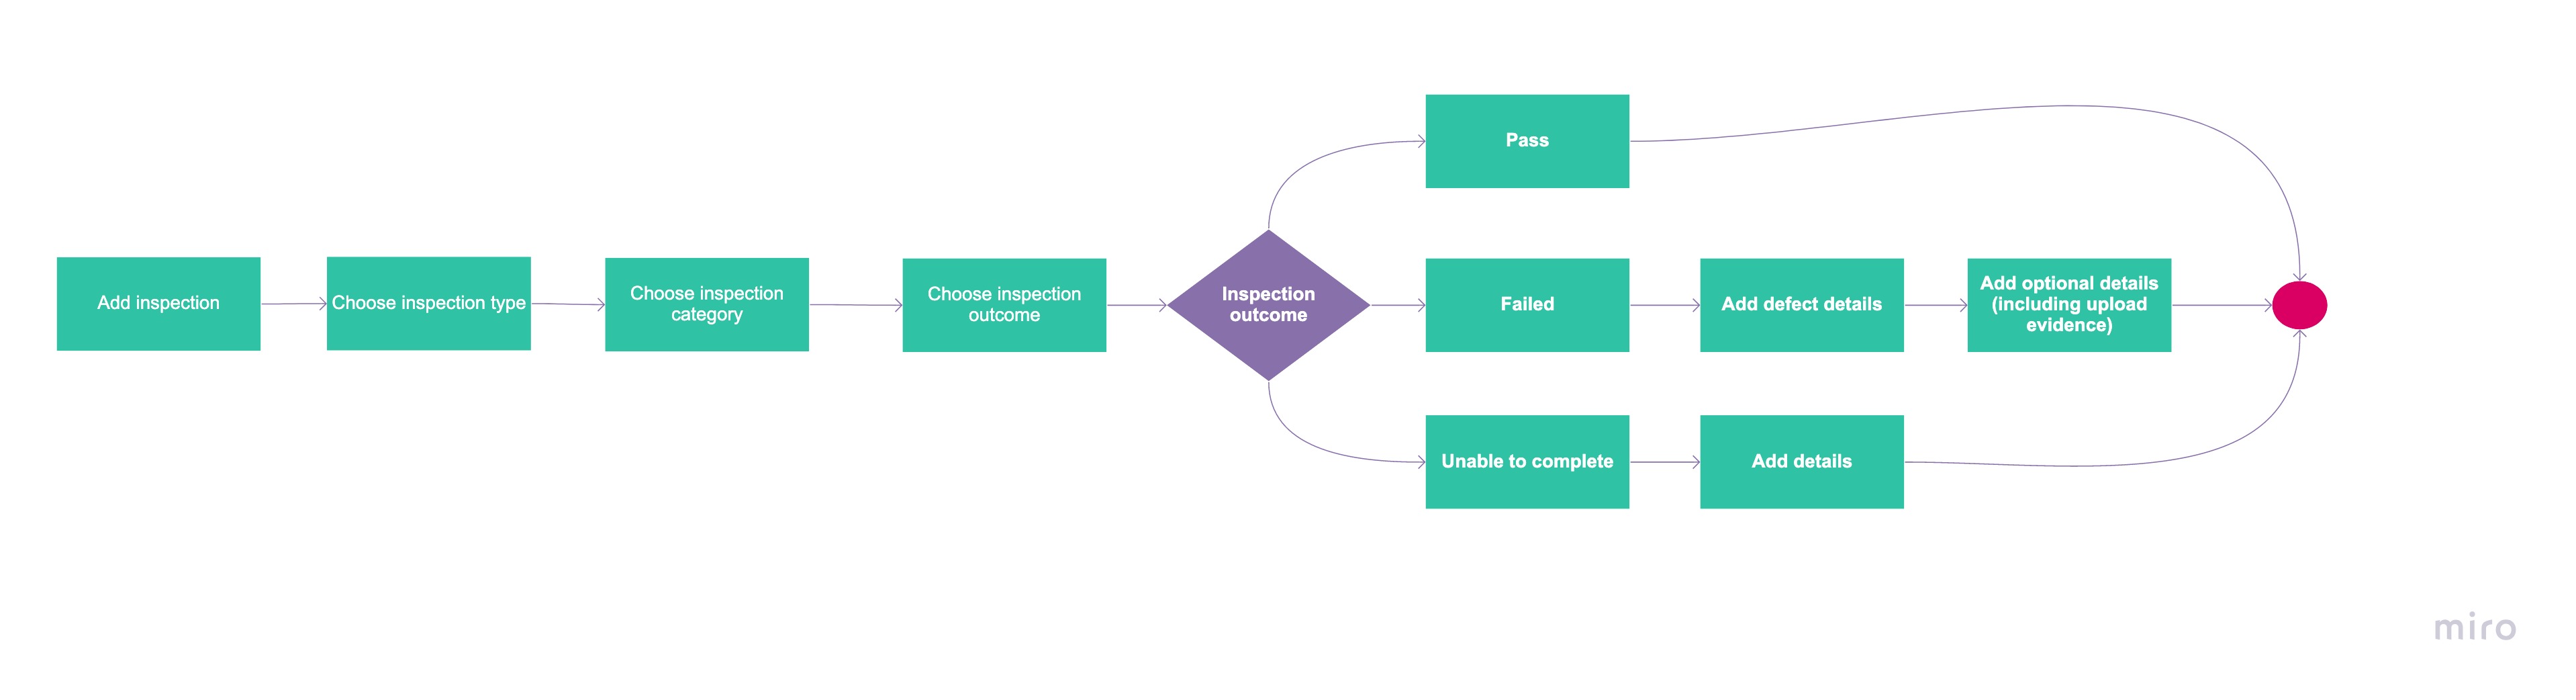 Add inspection
Choose inspection type
Choose inspection
category
Choose inspection
outcome
Inspection
outcome
Pass
Failed
Add defect details
Add optional details
(including upload
evidence)
Unable to complete
Add details
miro